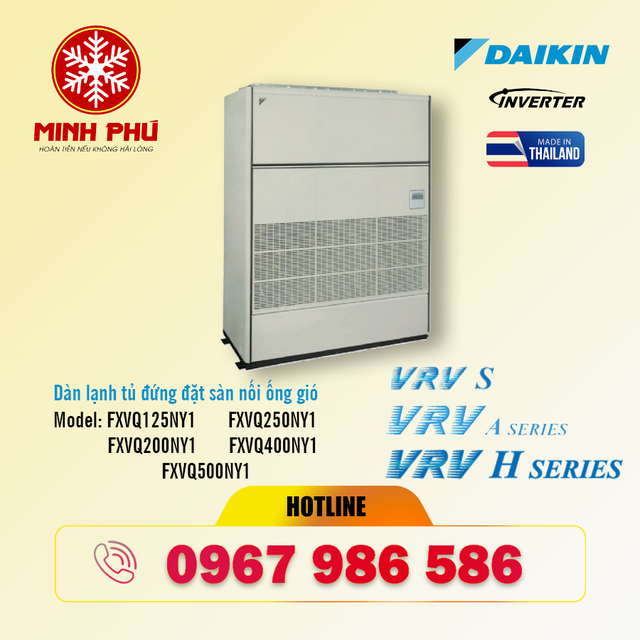 MINH PHÚ
HOÀN TIỀN NẾU KHÔNG HÀI LÒNG
DAIKIN
INVERTER
MADE IN
THAILAND
Dàn lạnh tủ đứng đặt sàn nối ống gió
Model: FXVQ125NY1 FXVQ250NY1
FXVQ200NY1 FXVQ400NY1
FXVQ500NY1
VRV S
VRV A SERIES
VRV H SERIES
HOTLINE
0967 986 586